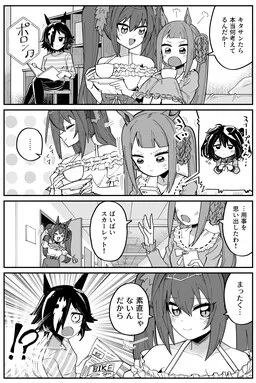 キタサンたら
本当何考えて
るんだか！
ポロン♪
…用事を
思い出したわ！
ばいばい
スカーレット！
まったく…
素直じゃ
ないん
だから
!?
BIKE